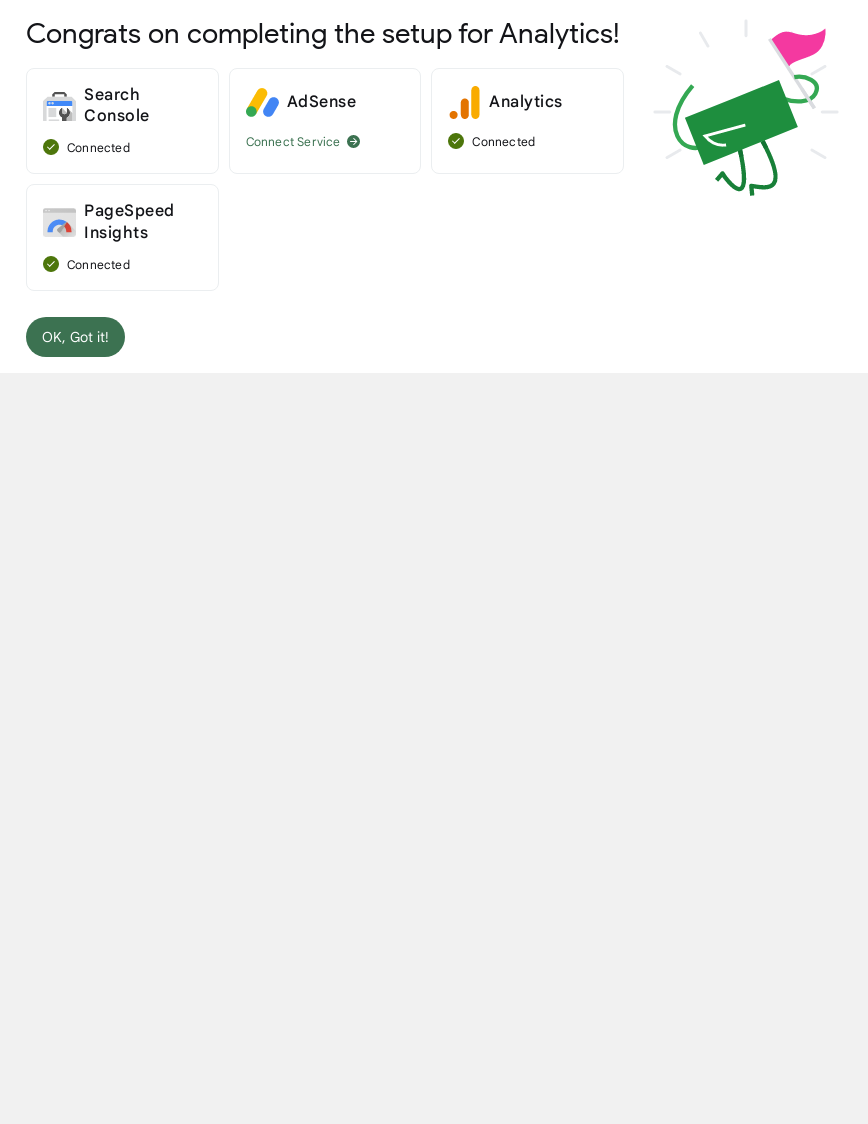 Congrats on completing the setup for Analytics!
Search
Console
Connected
AdSense
Connect Service
Analytics
Connected
PageSpeed
Insights
Connected
OK, Got it!